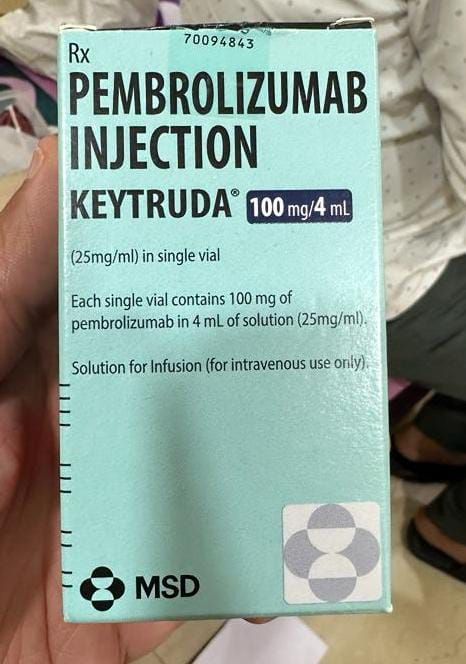 70094843
Rx
PEMBROLIZUMAB
INJECTION
KEYTRUDA® 100 mg/4 mL
(25mg/ml) in single vial
Each single vial contains 100 mg of
pembrolizumab in 4 mL of solution (25mg/ml).
Solution for Infusion (for intravenous use only).
MSD